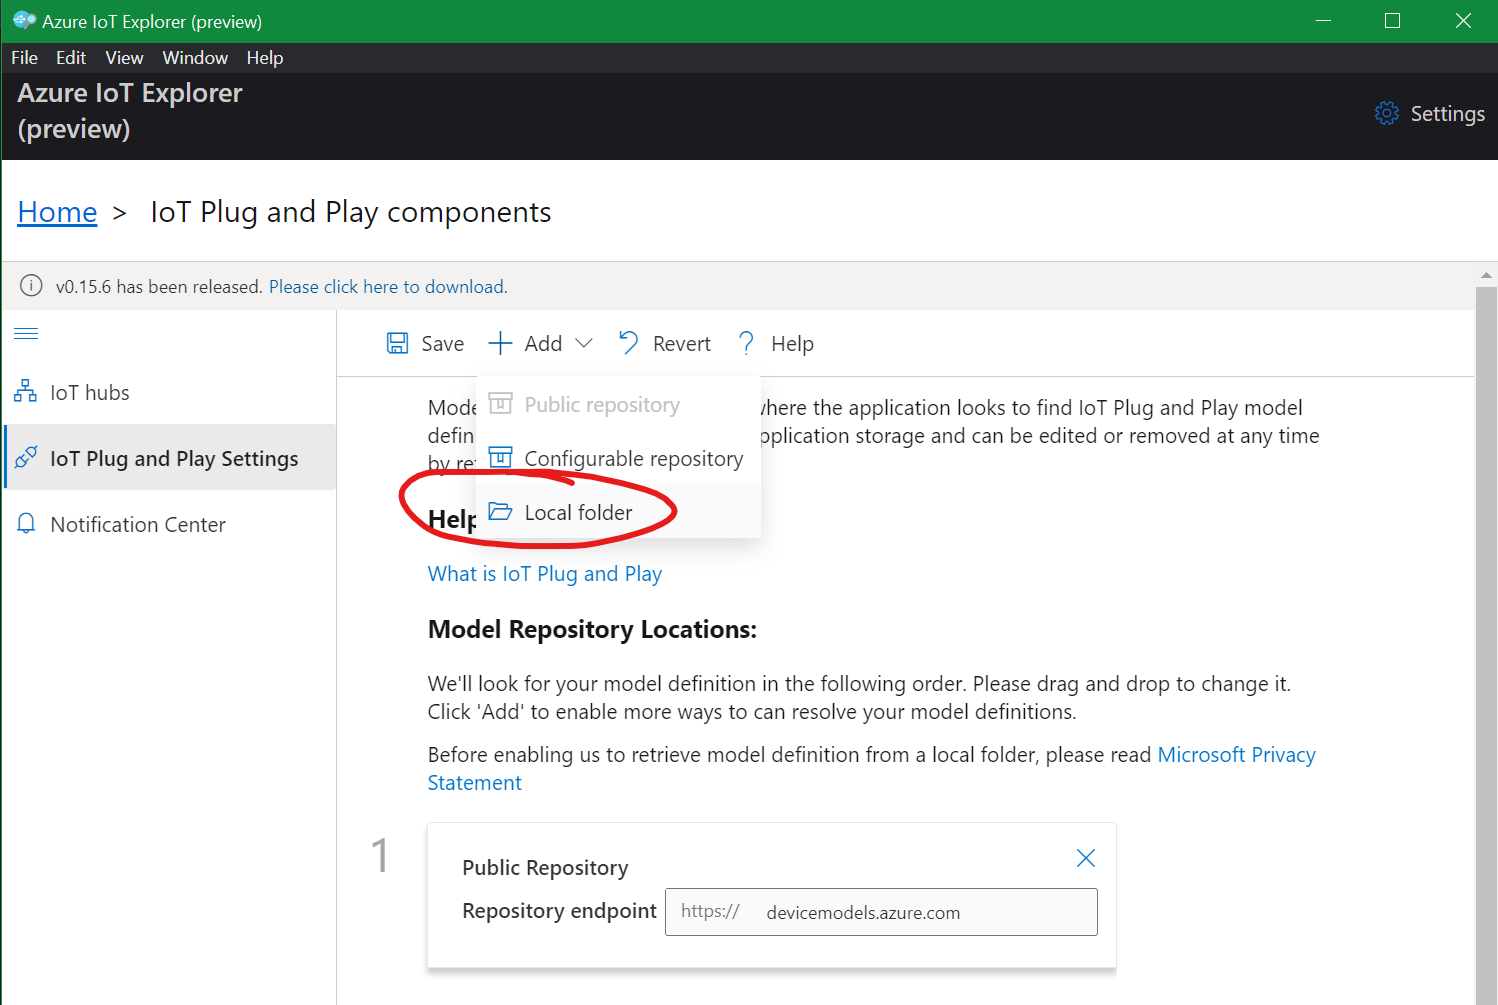 Azure IoT Explorer (preview)
File Edit View Window Help
Azure IoT Explorer
(preview)
Settings
Home > IoT Plug and Play components
v0.15.6 has been released. Please click here to download.
Save Add Revert Help
IoT hubs
IoT Plug and Play Settings
Notification Center
Public repository
Configurable repository
Local folder
where the application looks to find IoT Plug and Play model
application storage and can be edited or removed at any time
by
Help
What is IoT Plug and Play
Model Repository Locations:
We'll look for your model definition in the following order. Please drag and drop to change it.
Click 'Add' to enable more ways to can resolve your model definitions.
Before enabling us to retrieve model definition from a local folder, please read Microsoft Privacy
Statement
1
Public Repository
Repository endpoint https:// devicemodels.azure.com